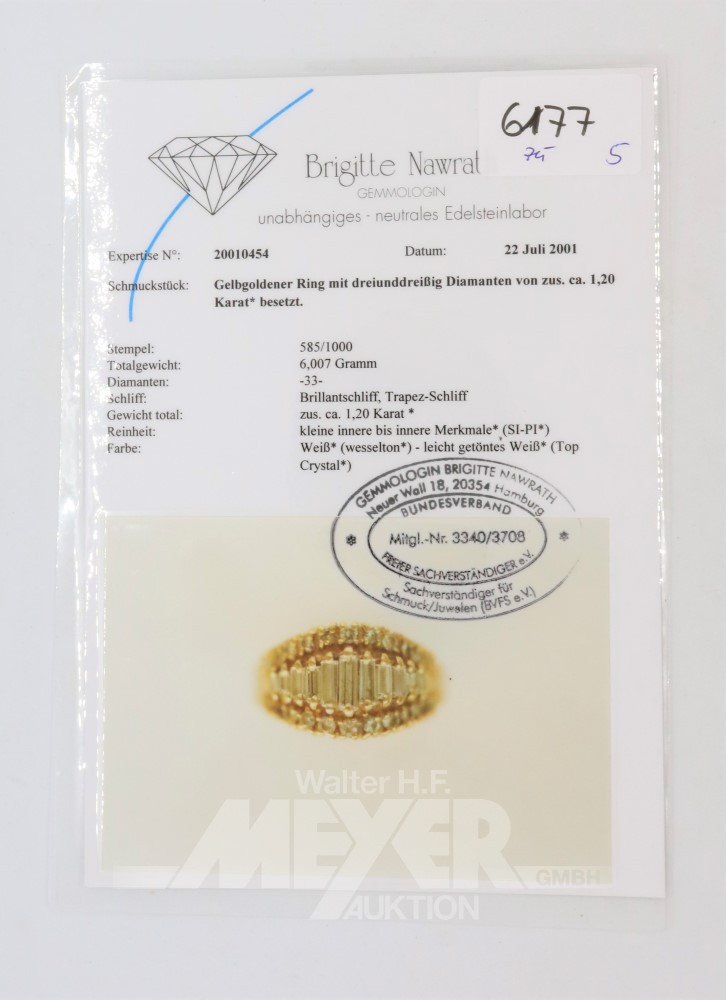 6177
zu 5
Brigitte Nawrat
GEMMOLOGIN
unabhängiges - neutrales Edelsteinlabor
Expertise N°: 20010454 Datum: 22 Juli 2001
Schmuckstück: Gelbgoldener Ring mit dreiunddreißig Diamanten von zus. ca. 1,20
Karat* besetzt.
Stempel: 585/1000
Totalgewicht: 6,007 Gramm
Diamanten: -33-
Schliff: Brillantschliff, Trapez-Schliff
Gewicht total: zus. ca. 1,20 Karat *
Reinheit: kleine innere bis innere Merkmale* (SI-PI*)
Farbe: Weiß* (wesselton*) - leicht getöntes Weiß* (Top
Crystal*)
GEMMOLOGIN BRIGITTE NAWRATH
Neuer Wall 18, 20354 Hamburg
BUNDESVERBAND
* Mitgl.-Nr. 3340/3708 *
FREIER SACHVERSTÄNDIGER e.V.
Sachverständiger für
Schmuck/Juwelen (BVFS e.V.)
Walter H.F.
MEYER
GMBH
AUKTION